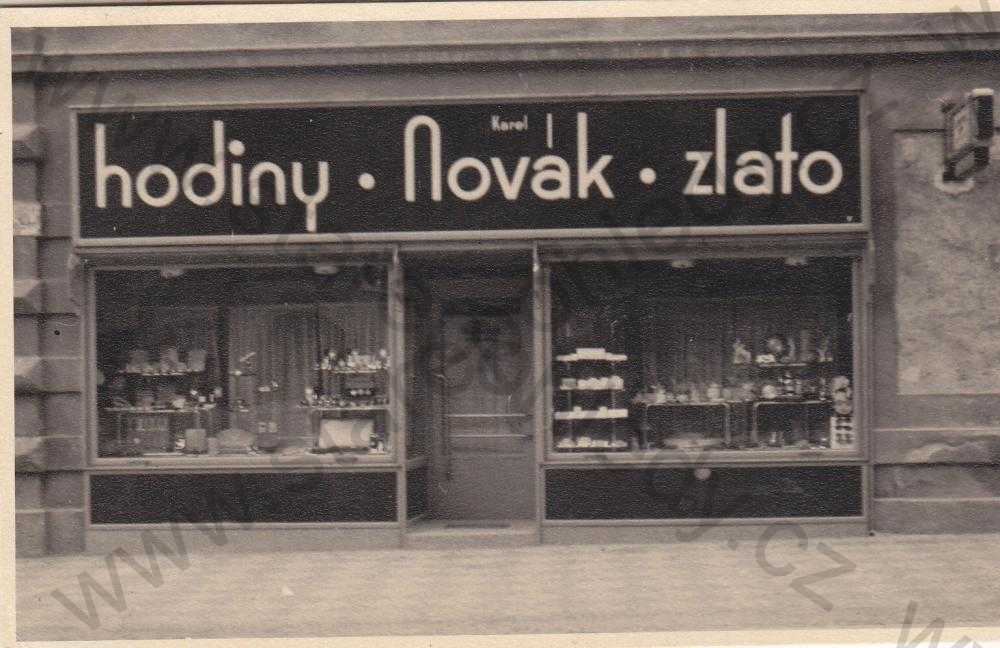 Karel
hodiny · Novák · zlato